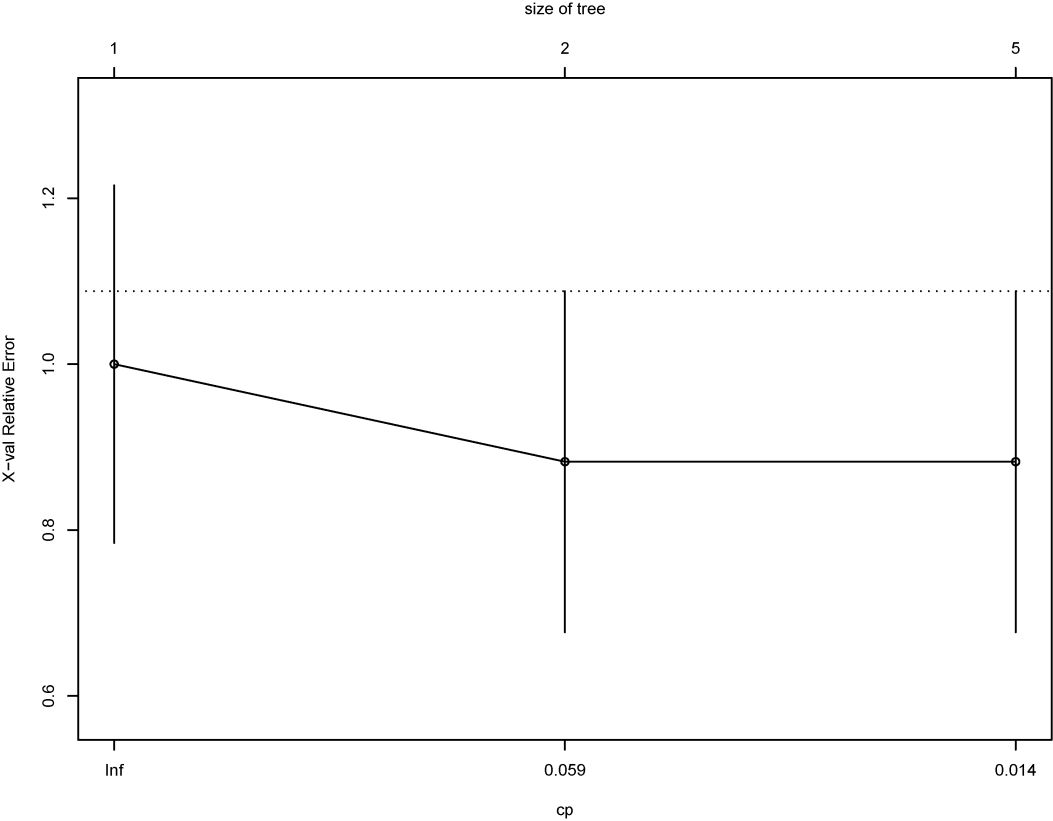 size of tree
1 2 5
1.2
1.0
0.8
0.6
X−val Relative Error
Inf 0.059 0.014
cp